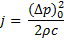 j = (Δp)₀² / 2ρc